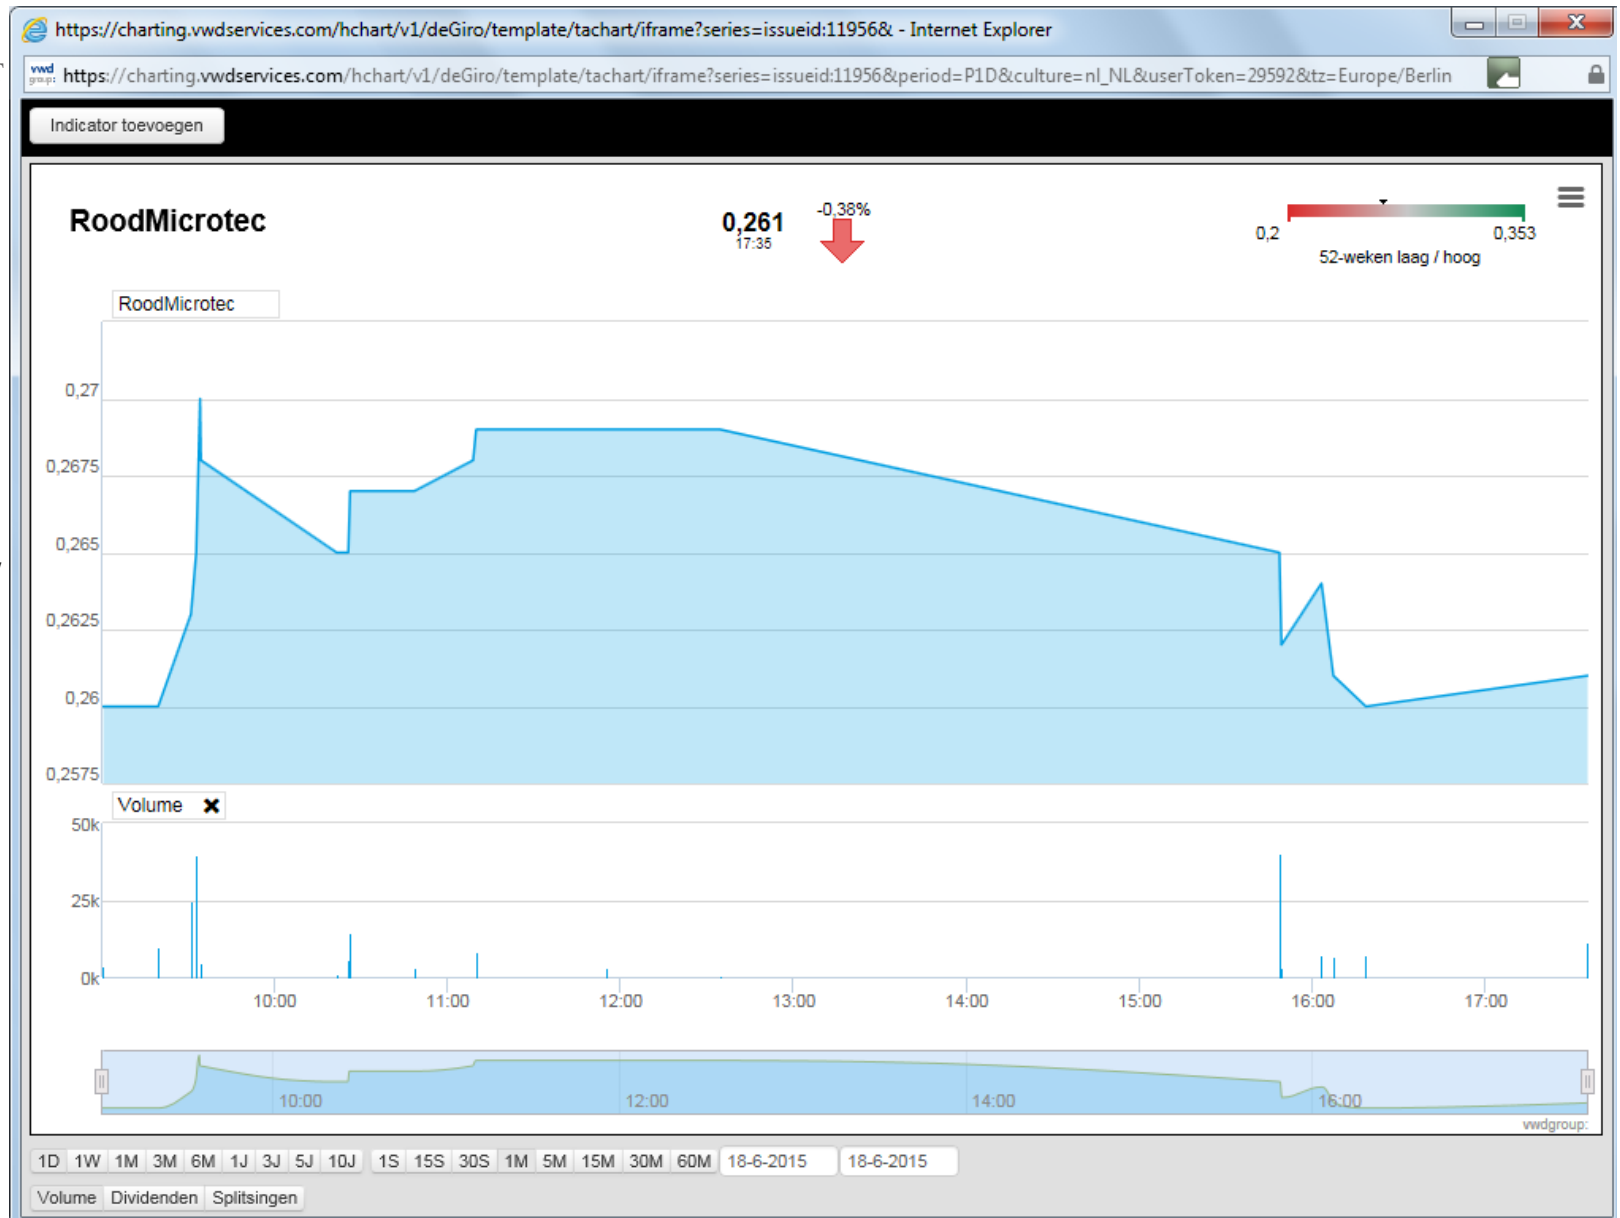 https://charting.vwdservices.com/hchart/v1/deGiro/template/tachart/iframe?series=issueid:11956& - Internet Explorer
vwd group: https://charting.vwdservices.com/hchart/v1/deGiro/template/tachart/iframe?series=issueid:11956&period=P1D&culture=nl_NL&userToken=29592&tz=Europe/Berlin
Indicator toevoegen
RoodMicrotec
0,261
17:35
-0,38%
0,2
0,353
52-weken laag / hoog
RoodMicrotec
0,27
0,2675
0,265
0,2625
0,26
0,2575
Volume
50k
25k
0k
10:00 11:00 12:00 13:00 14:00 15:00 16:00 17:00
10:00 12:00 14:00 16:00
vwdgroup:
1D 1W 1M 3M 6M 1J 3J 5J 10J 1S 15S 30S 1M 5M 15M 30M 60M 18-6-2015 18-6-2015
Volume Dividenden Splitsingen